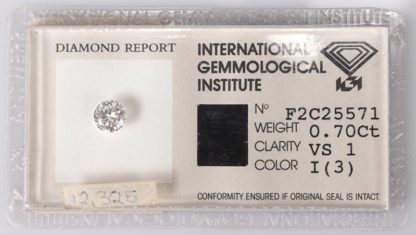 DIAMOND REPORT
12,325
INTERNATIONAL
GEMMOLOGICAL
INSTITUTE
IGI
Nº F2C25571
WEIGHT 0.70Ct
CLARITY VS 1
COLOR I(3)
CONFORMITY ENSURED IF ORIGINAL SEAL IS INTACT.